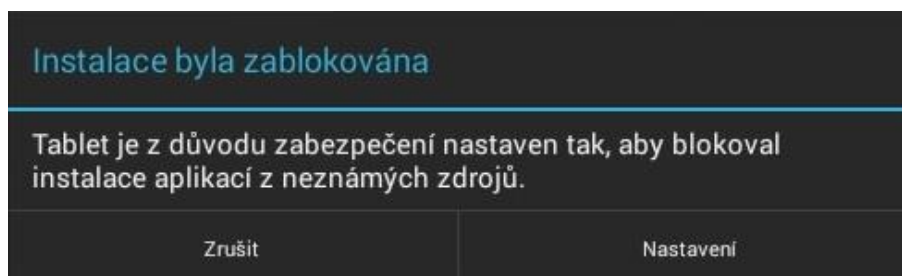 Instalace byla zablokována
Tablet je z důvodu zabezpečení nastaven tak, aby blokoval
instalace aplikací z neznámých zdrojů.
Zrušit
Nastavení